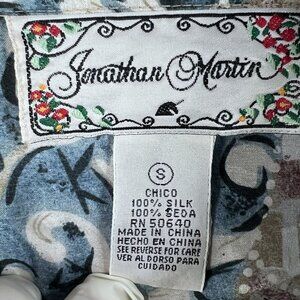 Jonathan Martin
S
CHICO
100% SILK
100% SEDA
RN 50640
MADE IN CHINA
HECHO EN CHINA
SEE REVERSE FOR CARE
VER AL DORSO PARA
CUIDADO